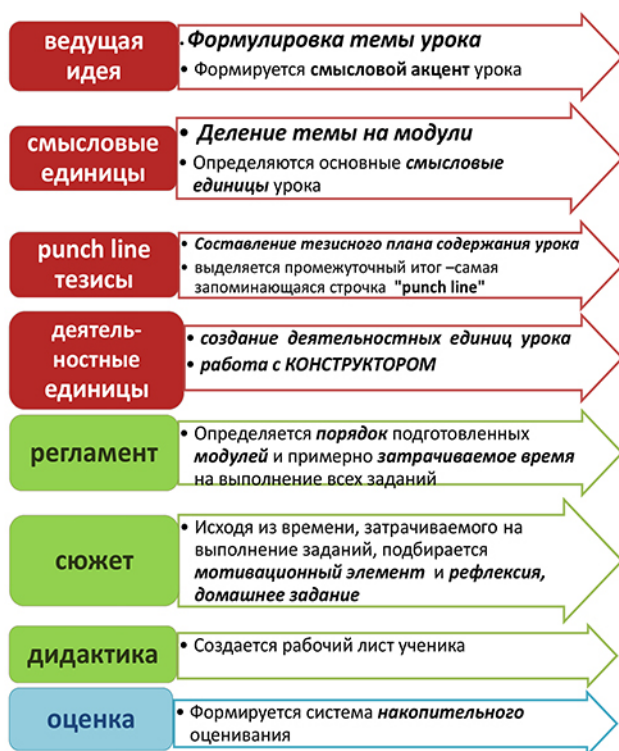 ведущая
идея
. Формулировка темы урока
• Формируется смысловой акцент урока
смысловые
единицы
• Деление темы на модули
• Определяются основные смысловые
единицы урока
punch line
тезисы
• Составление тезисного плана содержания урока
• выделяется промежуточный итог –самая
запоминающаяся строчка "punch line"
деятель-
ностные
единицы
• создание деятельностных единиц урока
• работа с КОНСТРУКТОРОМ
регламент
• Определяется порядок подготовленных
модулей и примерно затрачиваемое время
на выполнение всех заданий
сюжет
• Исходя из времени, затрачиваемого на
выполнение заданий, подбирается
мотивационный элемент и рефлексия,
домашнее задание
дидактика
• Создается рабочий лист ученика
оценка
• Формируется система накопительного
оценивания